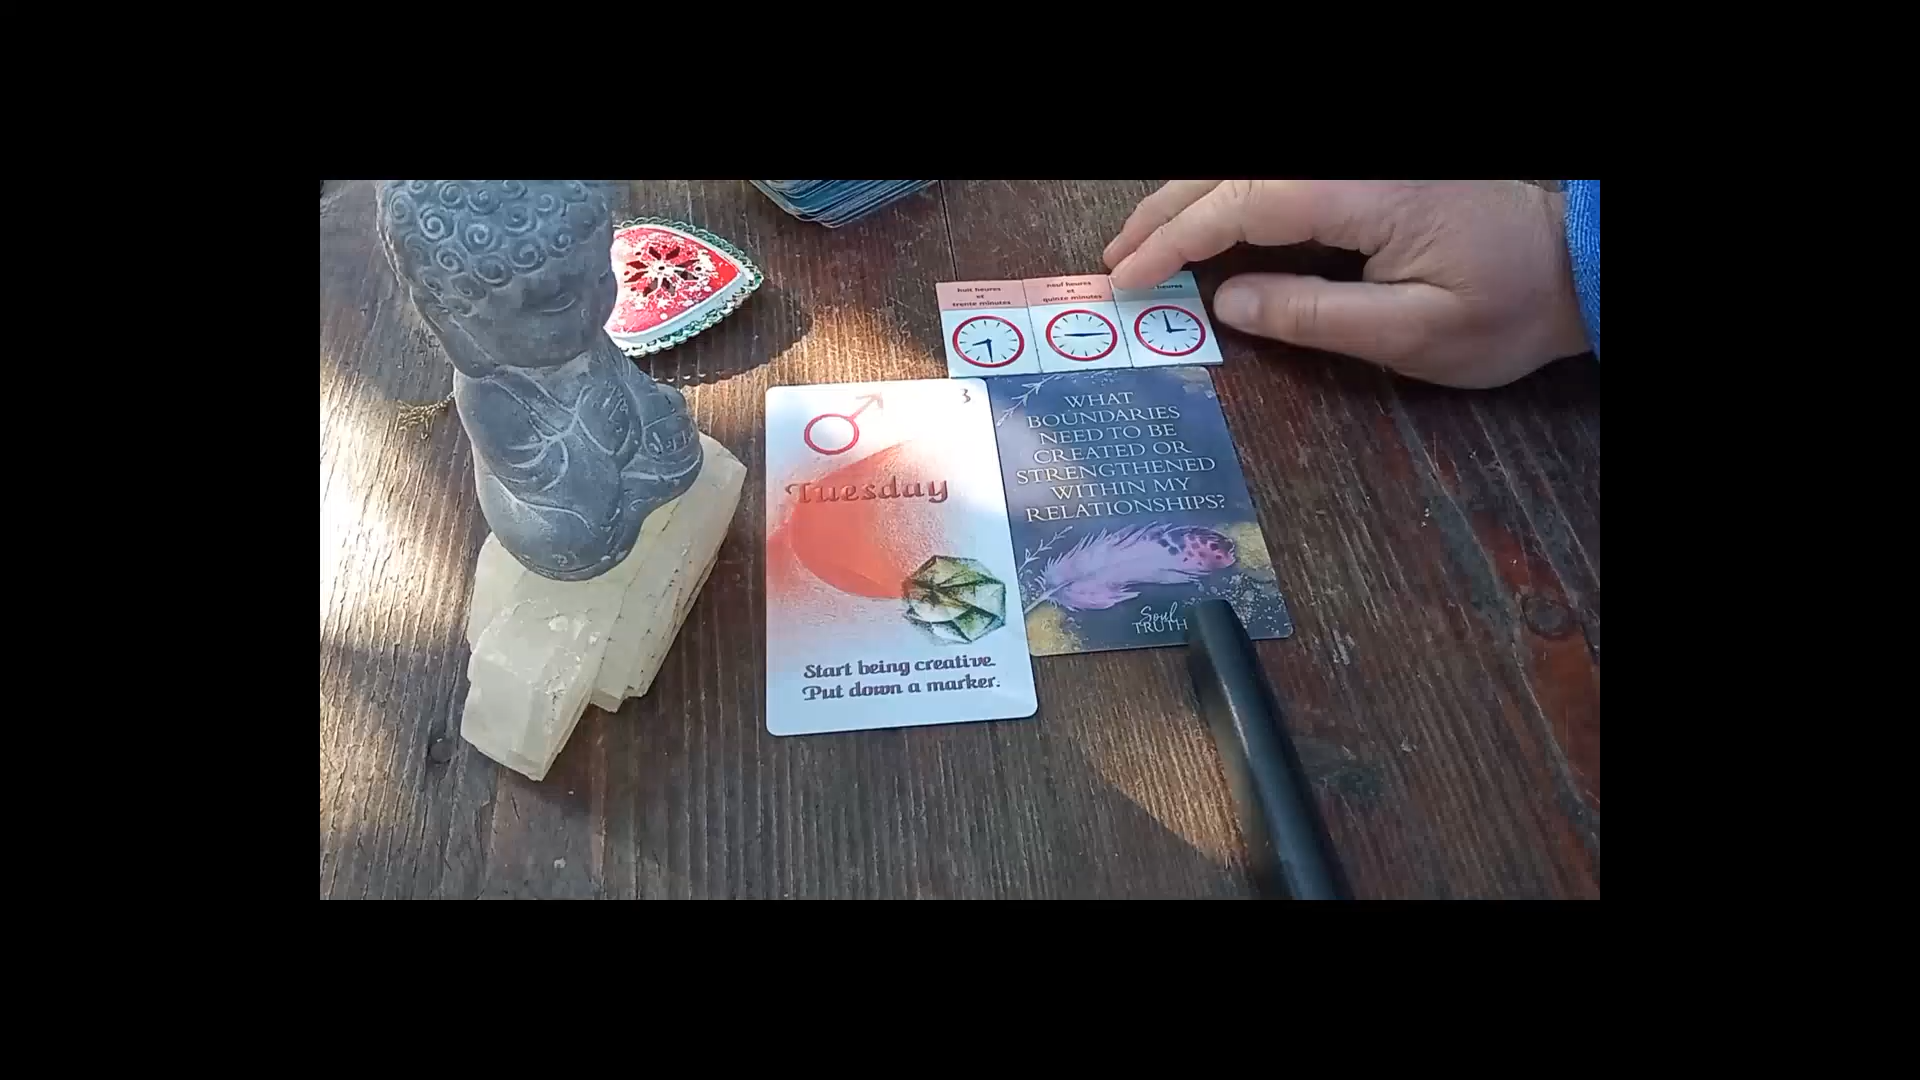 huit heures
et
trente minutes
neuf heures
et
quinze minutes
heures
3
Tuesday
Start being creative.
Put down a marker.
WHAT
BOUNDARIES
NEED TO BE
CREATED OR
STRENGTHENED
WITHIN MY
RELATIONSHIPS?
Soul
TRUTH